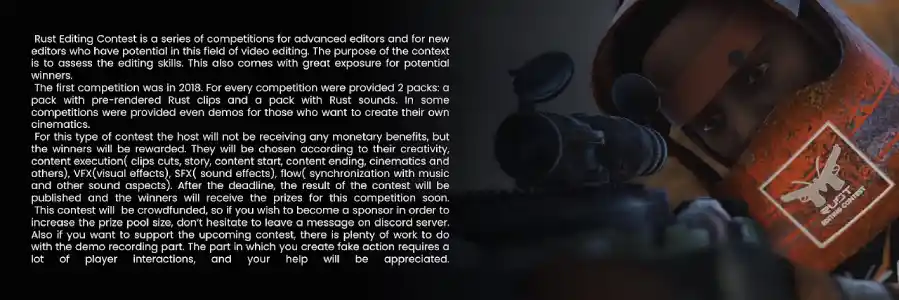 Rust Editing Contest is a series of competitions for advanced editors and for new
editors who have potential in this field of video editing. The purpose of the context
is to assess the editing skills. This also comes with great exposure for potential
winners.
The first competition was in 2018. For every competition were provided 2 packs: a
pack with pre-rendered Rust clips and a pack with Rust sounds. In some
competitions were provided even demos for those who want to create their own
cinematics.
For this type of contest the host will not be receiving any monetary benefits, but
the winners will be rewarded. They will be chosen according to their creativity,
content execution( clips cuts, story, content start, content ending, cinematics and
others), VFX(visual effects), SFX( sound effects), flow( synchronization with music
and other sound aspects). After the deadline, the result of the contest will be
published and the winners will receive the prizes for this competition soon.
This contest will be crowdfunded, so if you wish to become a sponsor in order to
increase the prize pool size, don't hesitate to leave a message on discord server.
Also if you want to support the upcoming contest, there is plenty of work to do
with the demo recording part. The part in which you create fake action requires a
lot of player interactions, and your help will be appreciated.
RUST
EDITING CONTEST